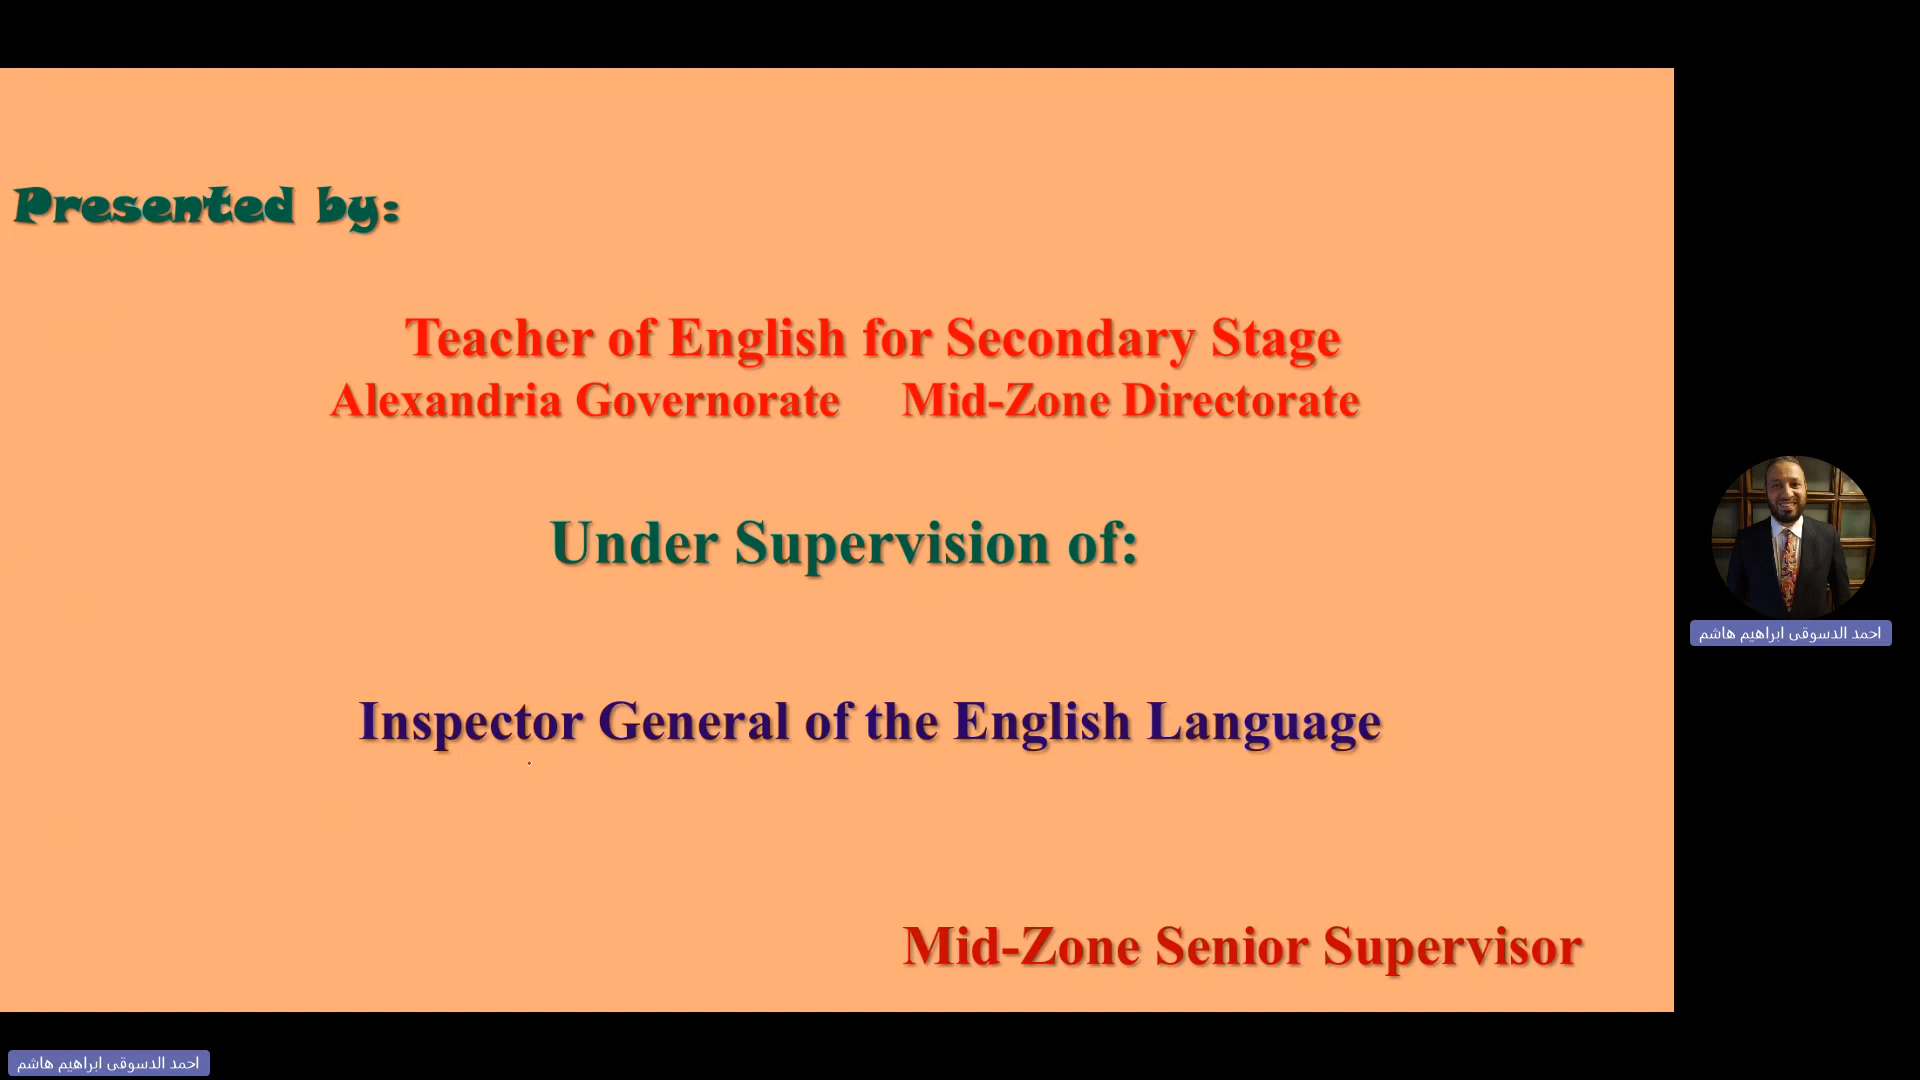 Presented by:
Teacher of English for Secondary Stage
Alexandria Governorate Mid-Zone Directorate
Under Supervision of:
Inspector General of the English Language
Mid-Zone Senior Supervisor
احمد الدسوقى ابراهيم هاشم
احمد الدسوقى ابراهيم هاشم